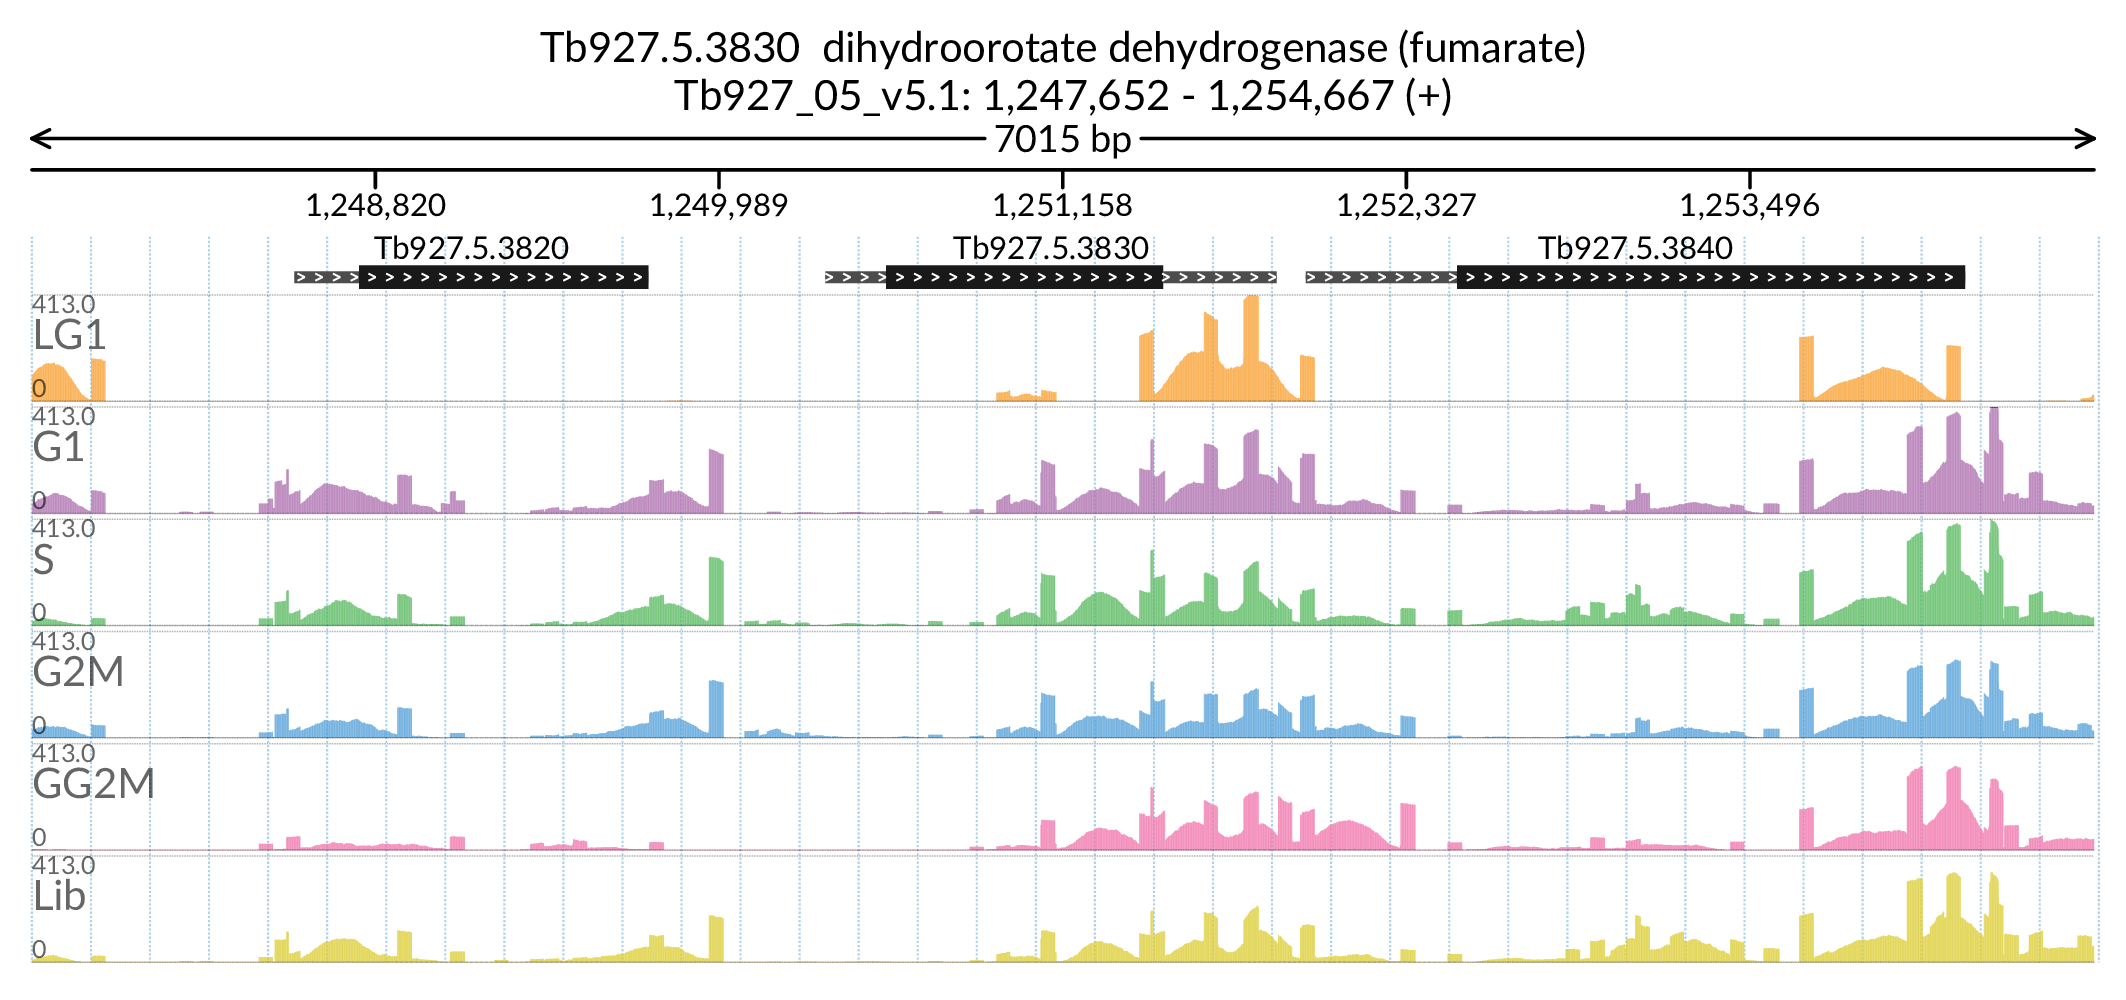 Tb927.5.3830 dihydroorotate dehydrogenase (fumarate)
Tb927_05_v5.1: 1,247,652 - 1,254,667 (+)
7015 bp
1,248,820 1,249,989 1,251,158 1,252,327 1,253,496
Tb927.5.3820 Tb927.5.3830 Tb927.5.3840
413.0
LG1
0
413.0
G1
0
413.0
S
0
413.0
G2M
0
413.0
GG2M
0
413.0
Lib
0